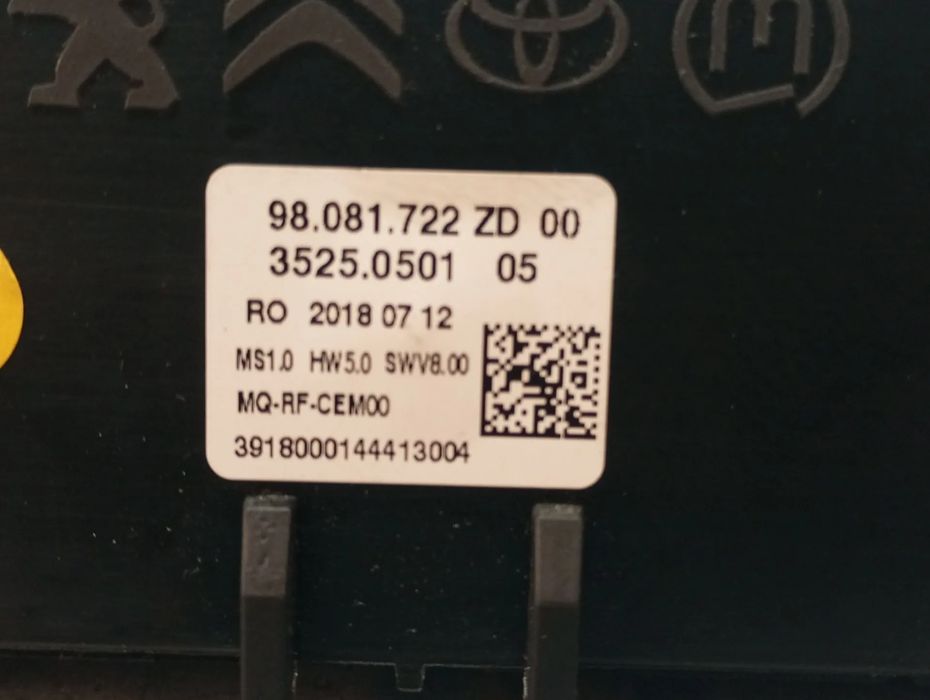 98.081.722 ZD 00
3525.0501 05
RO 2018 07 12
MS1.0 HW5.0 SWV8.00
MQ-RF-CEM00
3918000144413004